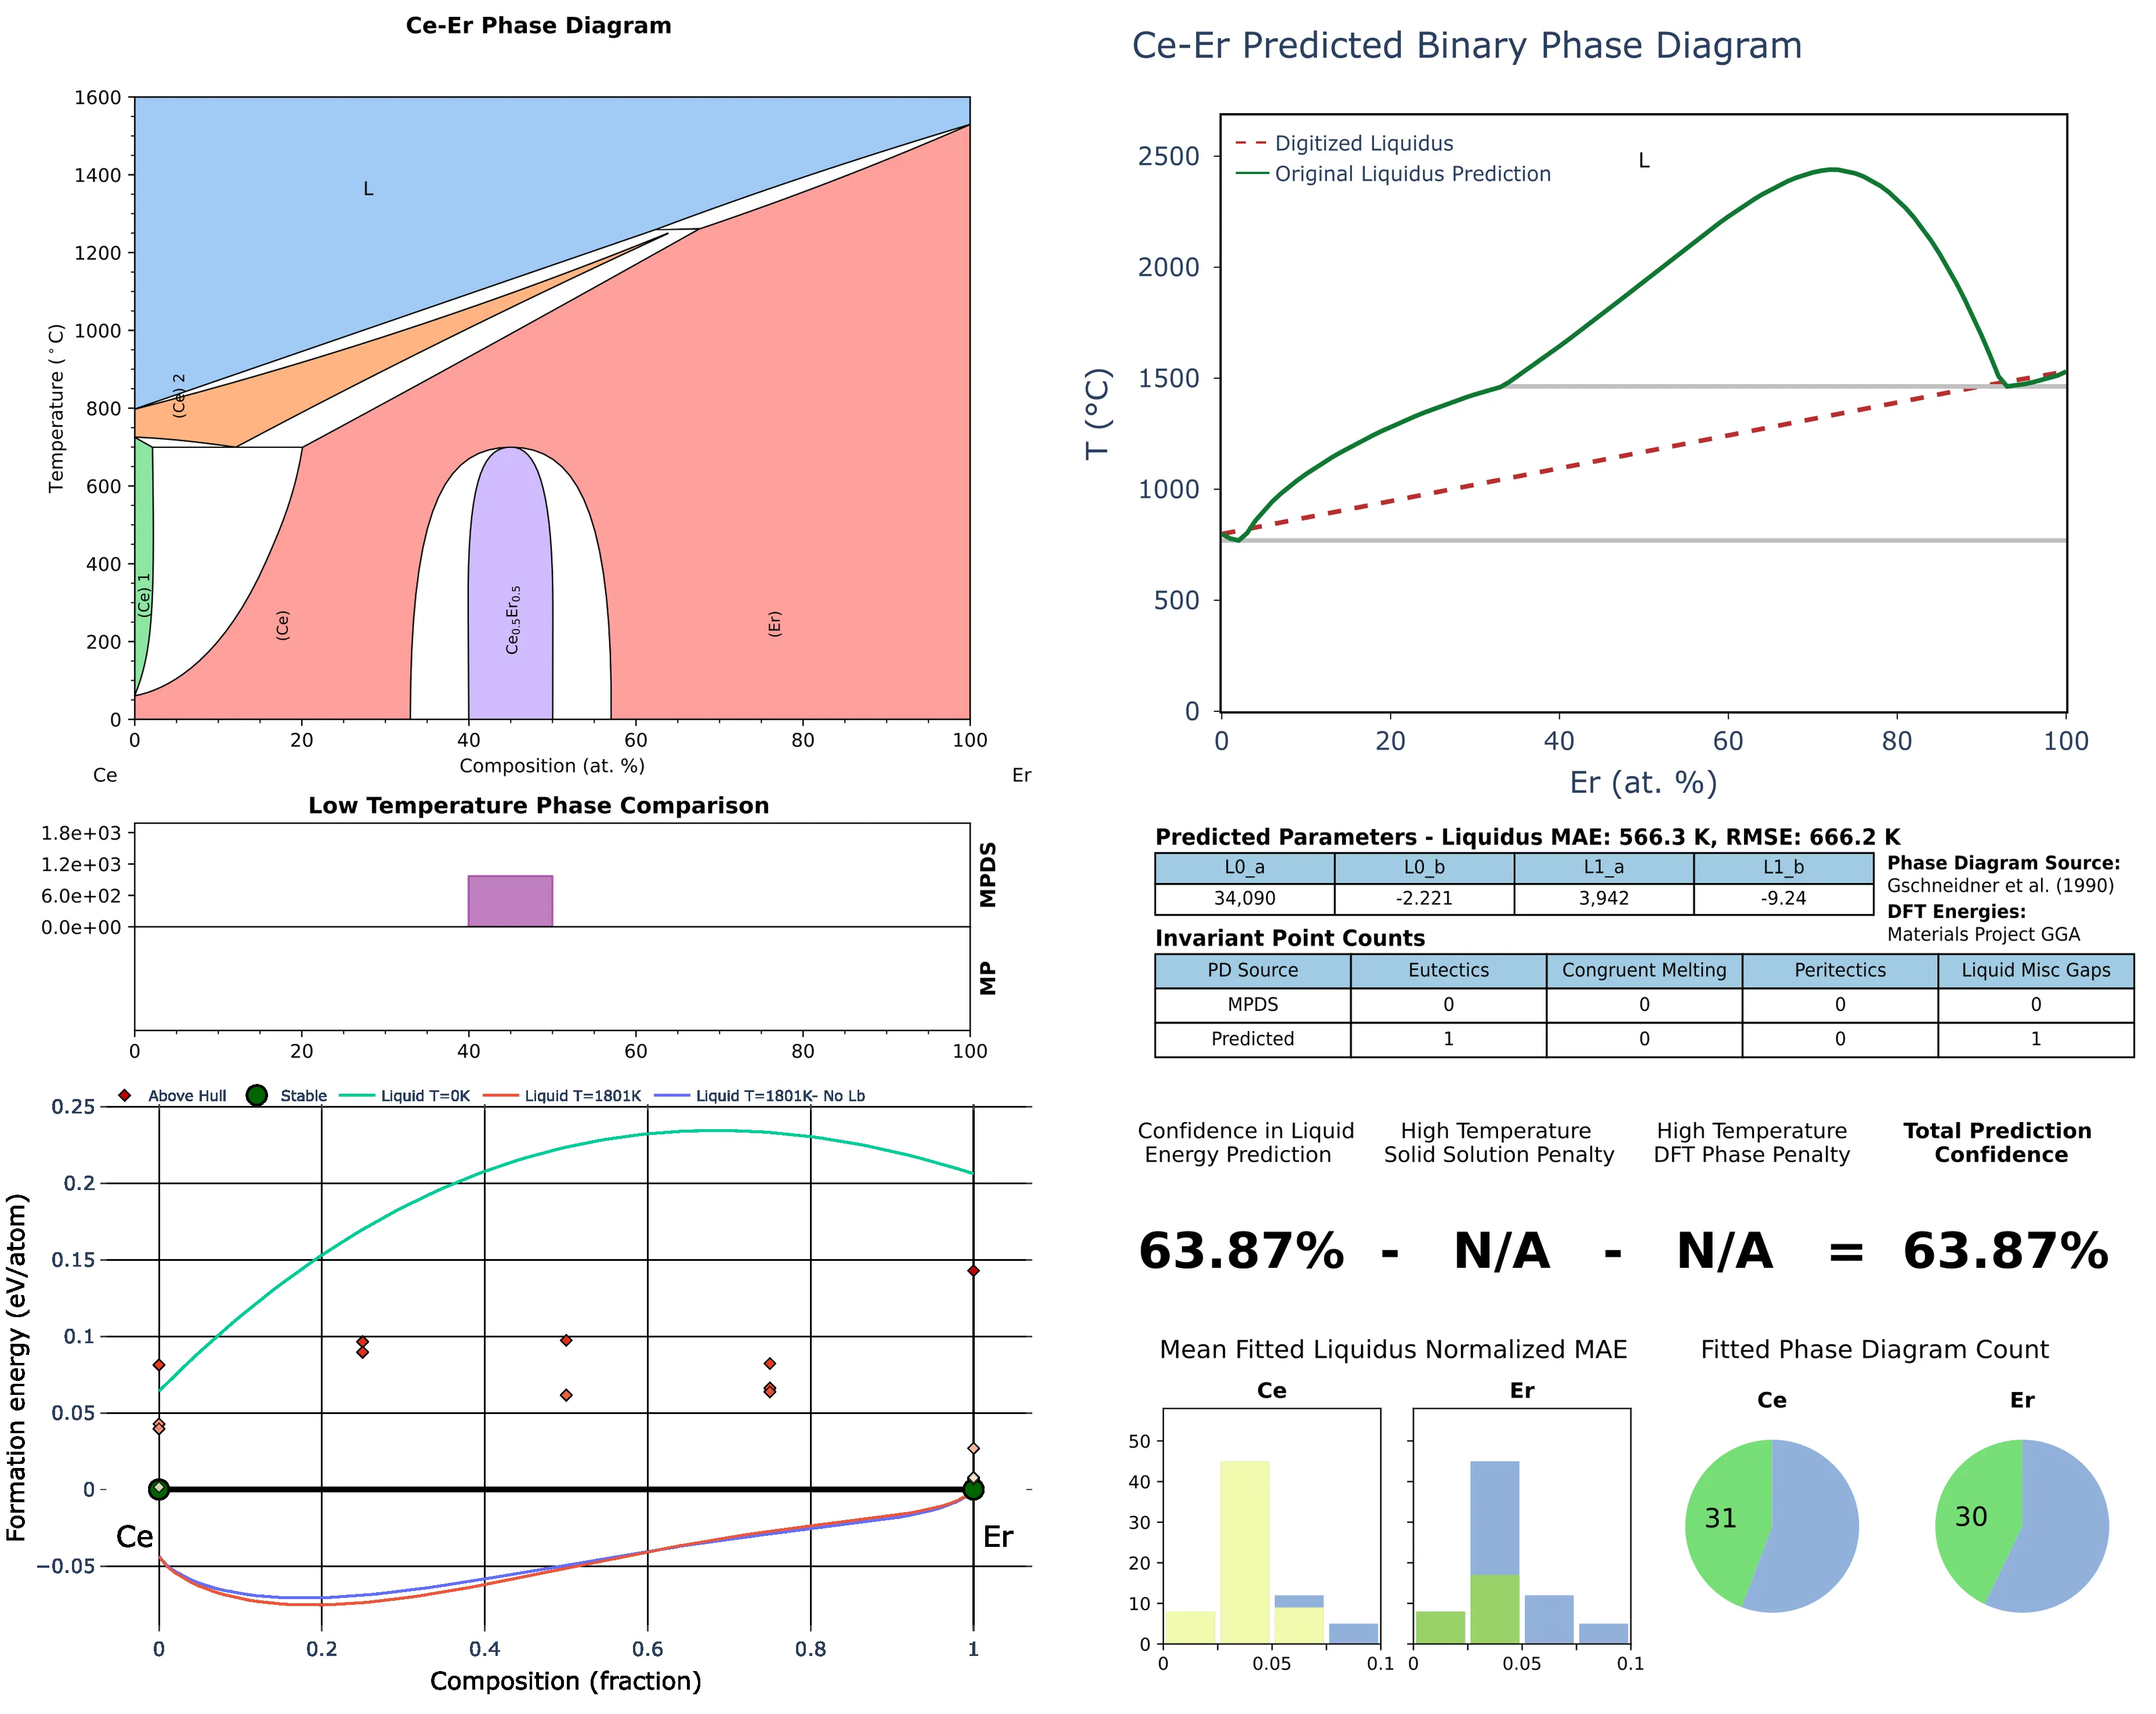 Ce-Er Phase Diagram
1600
1400
1200
1000
800
600
400
200
0
Temperature (°C)
L
(Ce) 2
(Ce) 1
(Ce)
Ce0.5Er0.5
(Er)
0 20 40 60 80 100
Composition (at. %)
Ce Er
Low Temperature Phase Comparison
1.8e+03
1.2e+03
6.0e+02
0.0e+00
MPDS
MP
0 20 40 60 80 100
Above Hull Stable Liquid T=0K Liquid T=1801K Liquid T=1801K- No Lb
0.25
0.2
0.15
0.1
0.05
0
−0.05
Formation energy (eV/atom)
Ce Er
0 0.2 0.4 0.6 0.8 1
Composition (fraction)
Ce-Er Predicted Binary Phase Diagram
Digitized Liquidus
Original Liquidus Prediction
L
2500
2000
1500
1000
500
0
T (°C)
0 20 40 60 80 100
Er (at. %)
Predicted Parameters - Liquidus MAE: 566.3 K, RMSE: 666.2 K
L0_a L0_b L1_a L1_b
34,090 -2.221 3,942 -9.24
Phase Diagram Source:
Gschneidner et al. (1990)
DFT Energies:
Materials Project GGA
Invariant Point Counts
PD Source Eutectics Congruent Melting Peritectics Liquid Misc Gaps
MPDS 0 0 0 0
Predicted 1 0 0 1
Confidence in Liquid
Energy Prediction
High Temperature
Solid Solution Penalty
High Temperature
DFT Phase Penalty
Total Prediction
Confidence
63.87% - N/A - N/A = 63.87%
Mean Fitted Liquidus Normalized MAE
Ce Er
50
40
30
20
10
0
0 0.05 0.1 0 0.05 0.1
Fitted Phase Diagram Count
Ce Er
31 30